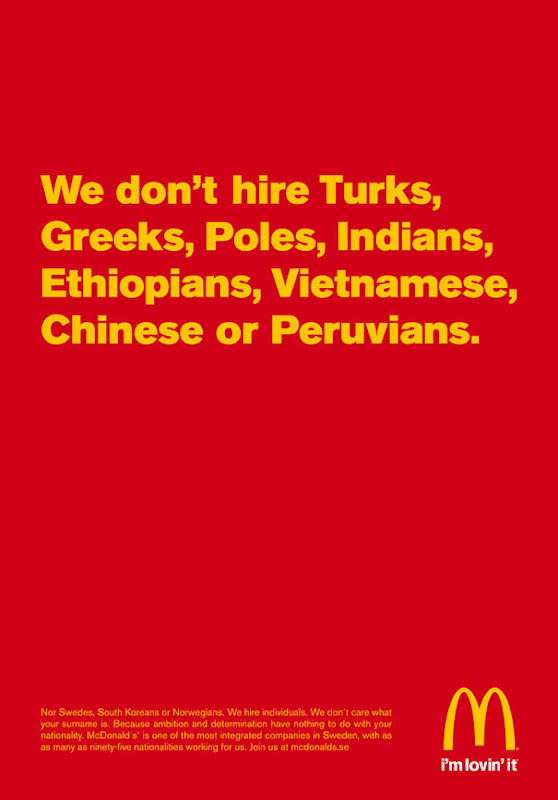 We don't hire Turks,
Greeks, Poles, Indians,
Ethiopians, Vietnamese,
Chinese or Peruvians.
Nor Swedes, South Koreans or Norwegians. We hire individuals. We don't care what
your surname is. Because ambition and determination have nothing to do with your
nationality. McDonald's® is one of the most integrated companies in Sweden, with as
as many as ninety-five nationalities working for us. Join us at mcdonalds.se
i'm lovin' it